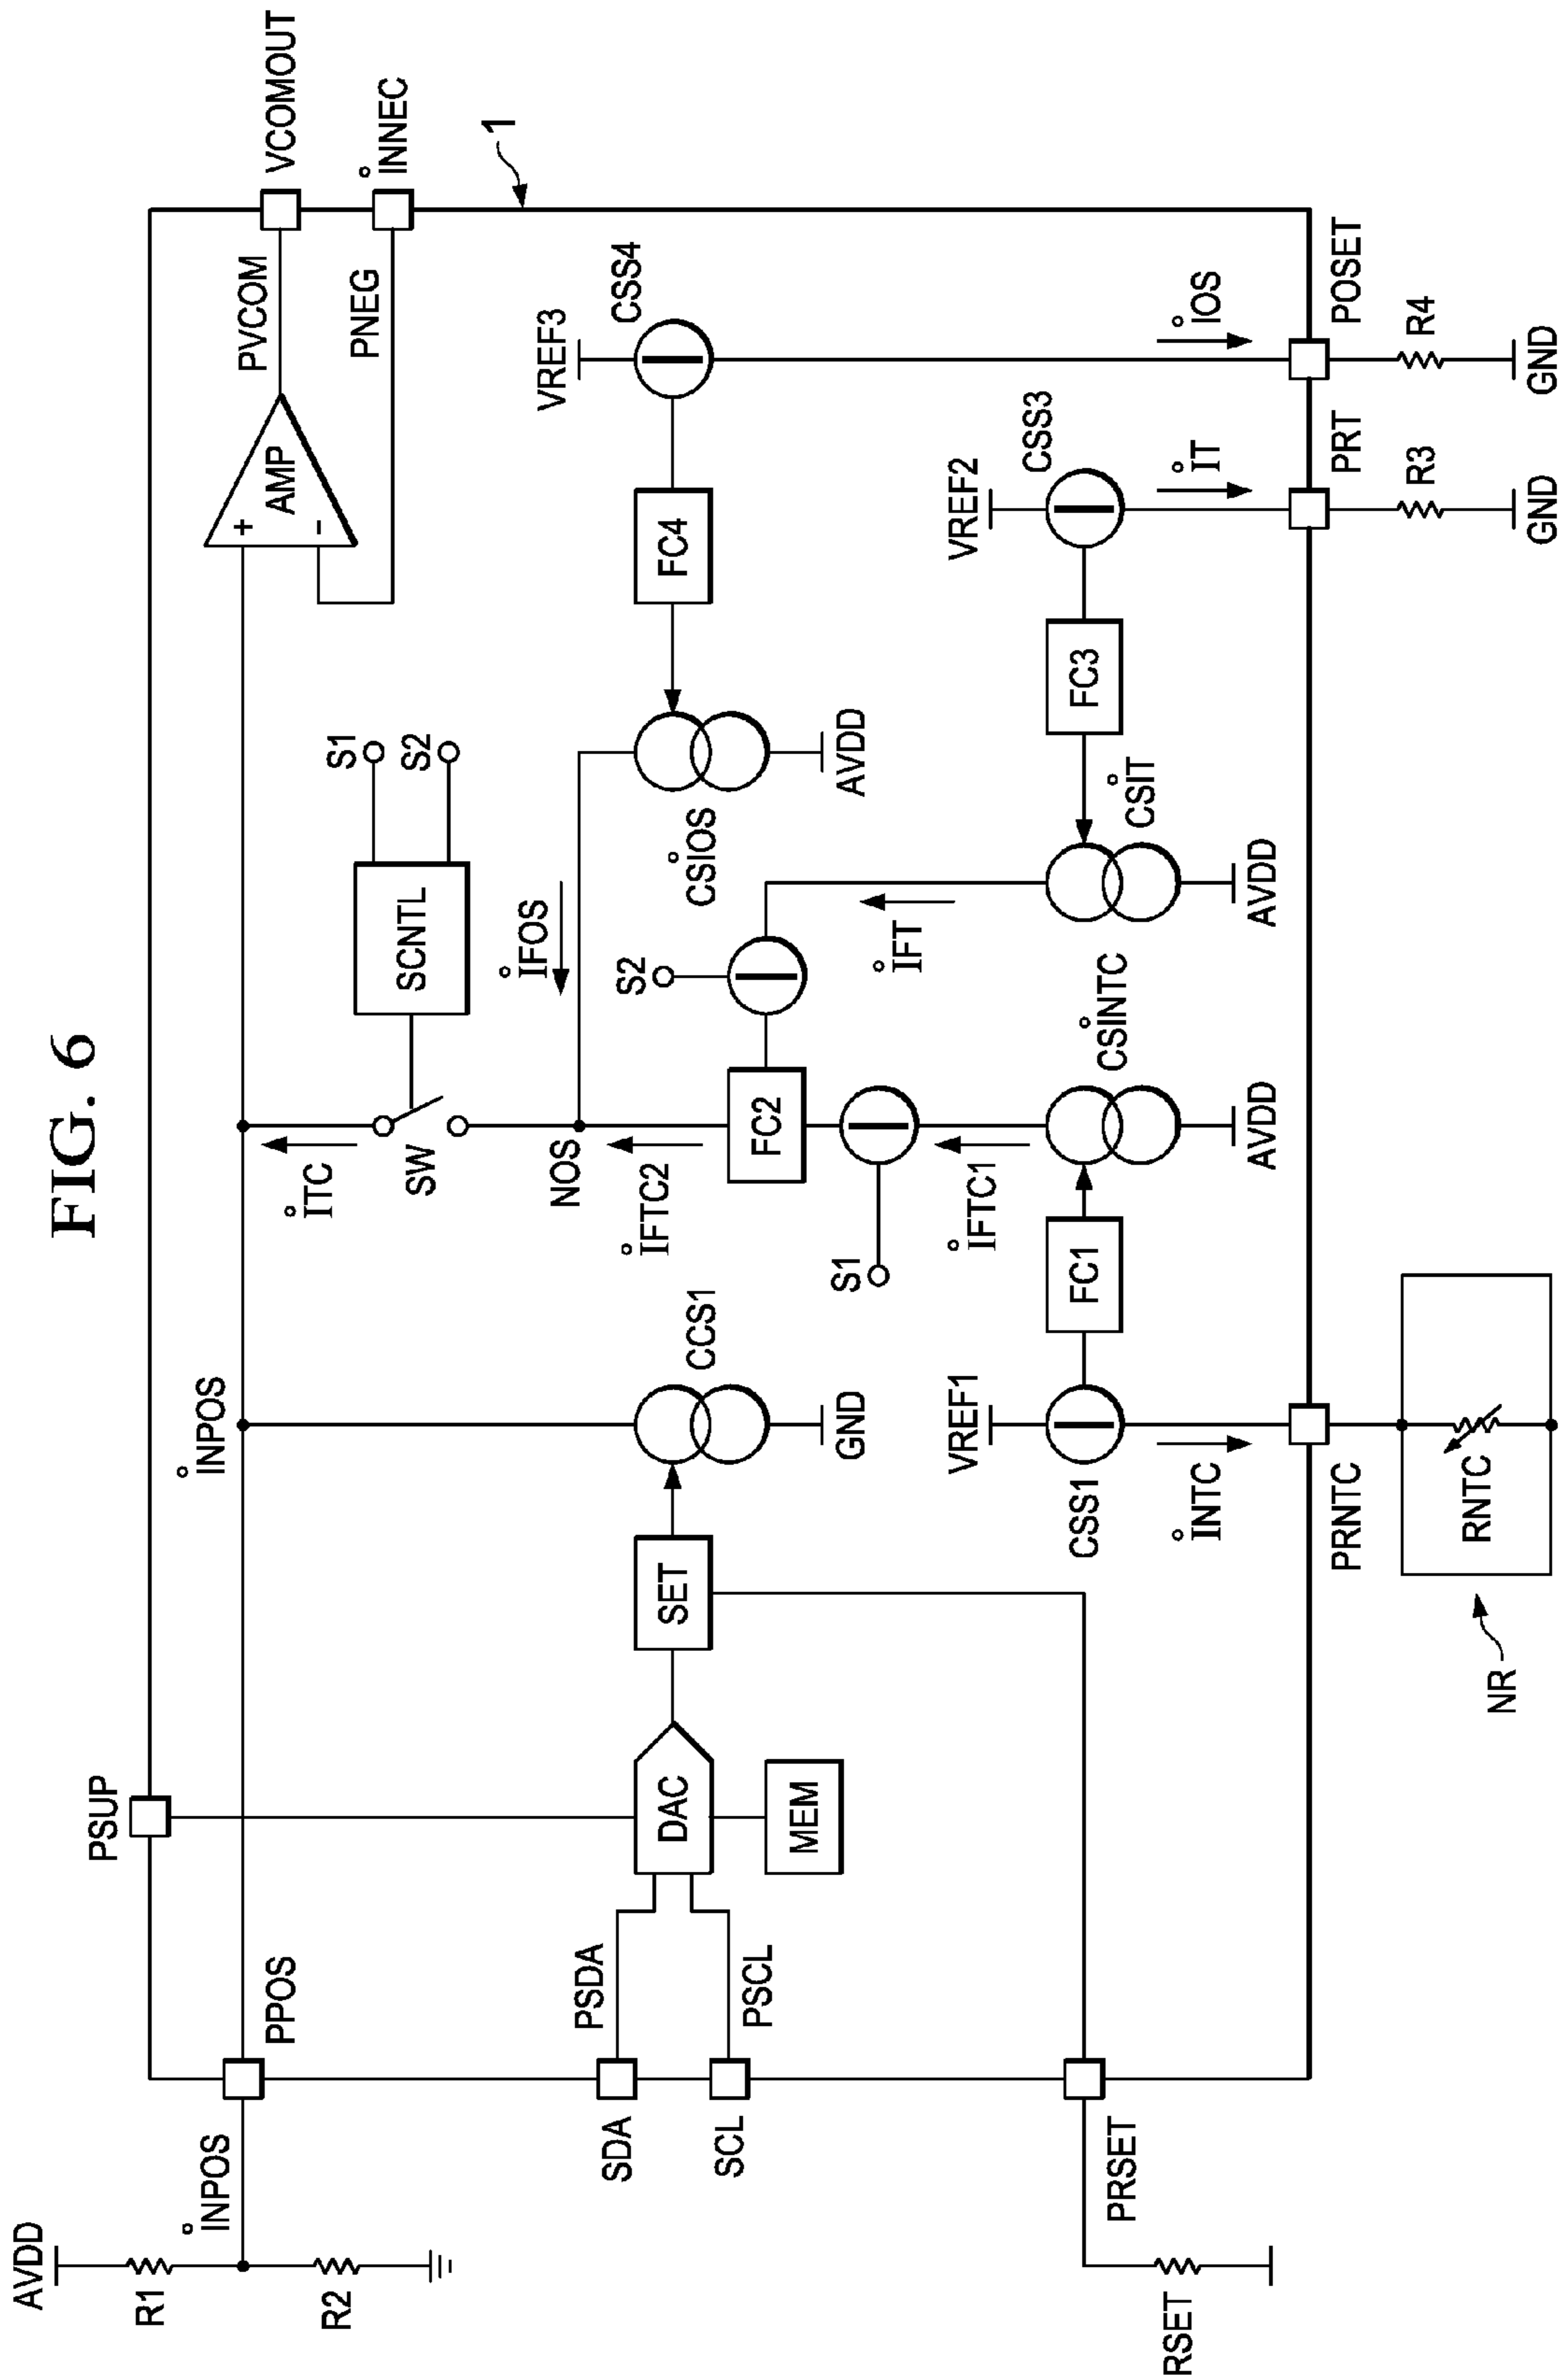 FIG. 6
AVDD
R1
R2
INPOS
PPOS
PSUP
INPOS
ITC
SW
SCNTL
S1
S2
AMP
+
-
PVCOM
VCOMOUT
PNEG
INNEC
1
SDA
PSDA
SCL
PSCL
DAC
MEM
SET
CCS1
GND
NOS
IFTC2
IFOS
CSIOS
AVDD
FC4
VREF3
CSS4
FC2
S2
S1
IFTC1
IFT
CSINTC
AVDD
FC1
VREF1
CSS1
INTC
CSIT
AVDD
FC3
VREF2
CSS3
IT
IOS
PRSET
RSET
PRNTC
RNTC
NR
PRT
R3
GND
POSET
R4
GND